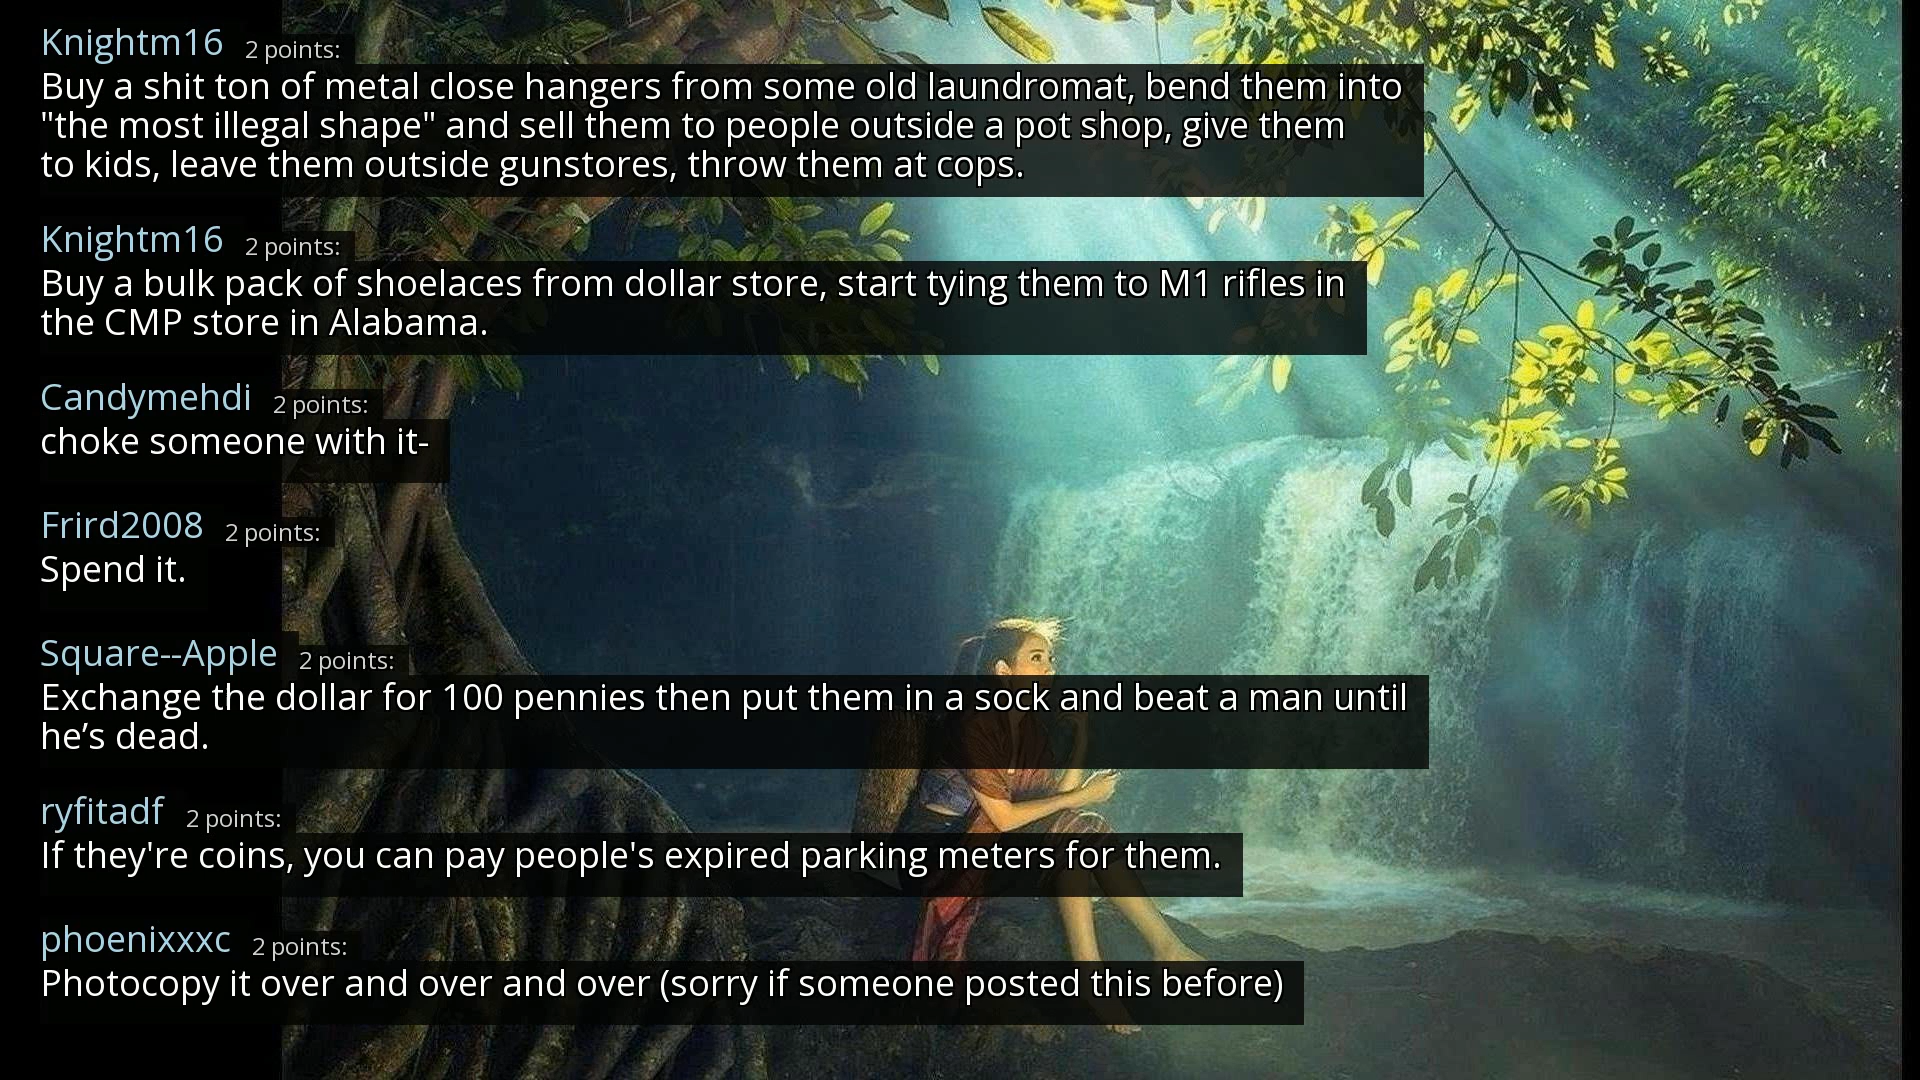 Knightm16 2 points:
Buy a shit ton of metal close hangers from some old laundromat, bend them into
"the most illegal shape" and sell them to people outside a pot shop, give them
to kids, leave them outside gunstores, throw them at cops.
Knightm16 2 points:
Buy a bulk pack of shoelaces from dollar store, start tying them to M1 rifles in
the CMP store in Alabama.
Candymehdi 2 points:
choke someone with it-
Frird2008 2 points:
Spend it.
Square--Apple 2 points:
Exchange the dollar for 100 pennies then put them in a sock and beat a man until
he’s dead.
ryfitadf 2 points:
If they're coins, you can pay people's expired parking meters for them.
phoenixxxc 2 points:
Photocopy it over and over and over (sorry if someone posted this before)